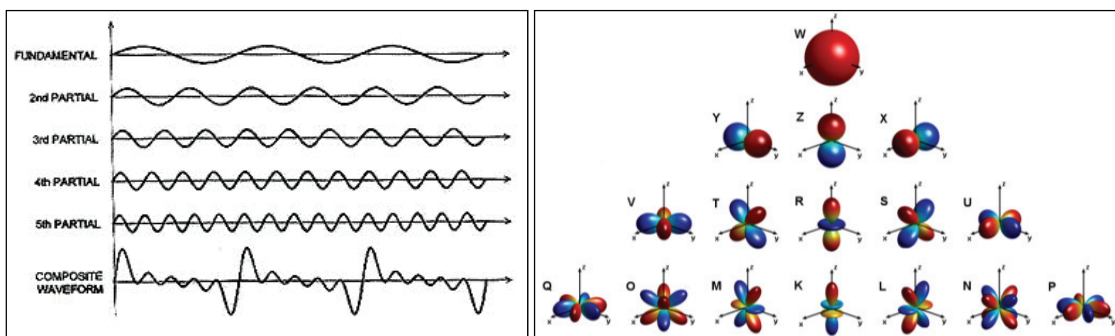 FUNDAMENTAL
2nd PARTIAL
3rd PARTIAL
4th PARTIAL
5th PARTIAL
COMPOSITE
WAVEFORM
W
z
x
y
Y
z
x
y
Z
z
x
y
X
z
x
y
V
z
x
y
T
z
x
y
R
z
x
y
S
z
x
y
U
z
x
y
Q
z
x
y
O
z
x
y
M
z
x
y
K
z
x
y
L
z
x
y
N
z
x
y
P
z
x
y